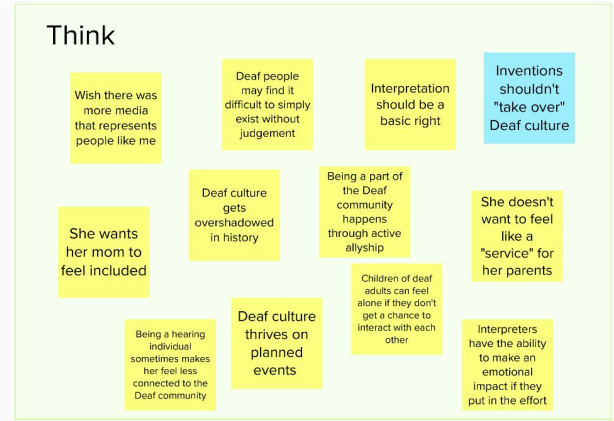 Think
Wish there was
more media
that represents
people like me
Deaf people
may find it
difficult to simply
exist without
judgement
Interpretation
should be a
basic right
Inventions
shouldn't
"take over"
Deaf culture
She wants
her mom to
feel included
Deaf culture
gets
overshadowed
in history
Being a part of
the Deaf
community
happens
through active
allyship
She doesn't
want to feel
like a
"service" for
her parents
Being a hearing
individual
sometimes makes
her feel less
connected to the
Deaf community
Deaf culture
thrives on
planned
events
Children of deaf
adults can feel
alone if they don't
get a chance to
interact with each
other
Interpreters
have the ability
to make an
emotional
impact if they
put in the effort